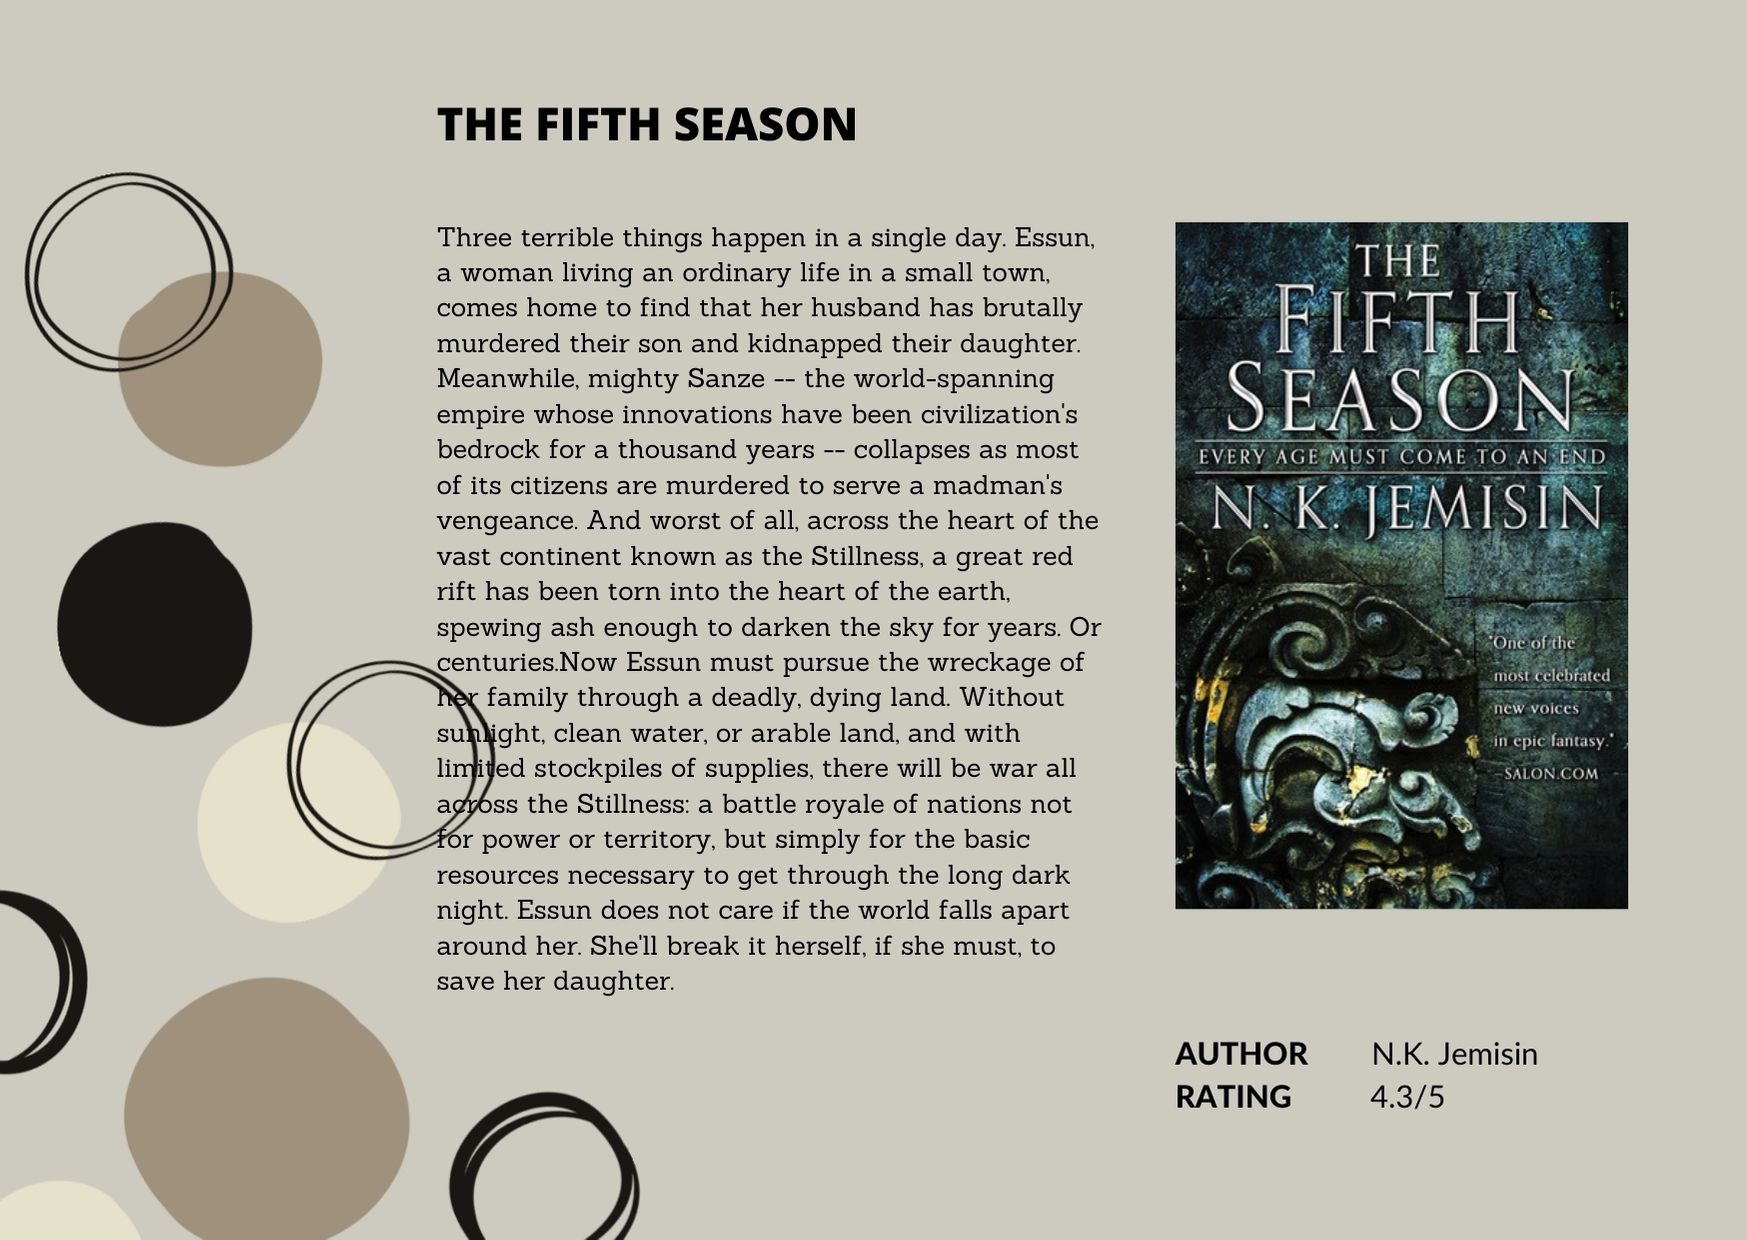 THE FIFTH SEASON
Three terrible things happen in a single day. Essun,
a woman living an ordinary life in a small town,
comes home to find that her husband has brutally
murdered their son and kidnapped their daughter.
Meanwhile, mighty Sanze -- the world-spanning
empire whose innovations have been civilization's
bedrock for a thousand years -- collapses as most
of its citizens are murdered to serve a madman's
vengeance. And worst of all, across the heart of the
vast continent known as the Stillness, a great red
rift has been torn into the heart of the earth,
spewing ash enough to darken the sky for years. Or
centuries.Now Essun must pursue the wreckage of
her family through a deadly, dying land. Without
sunlight, clean water, or arable land, and with
limited stockpiles of supplies, there will be war all
across the Stillness: a battle royale of nations not
for power or territory, but simply for the basic
resources necessary to get through the long dark
night. Essun does not care if the world falls apart
around her. She'll break it herself, if she must, to
save her daughter.
THE
FIFTH
SEASON
EVERY AGE MUST COME TO AN END
N. K. JEMISIN
"One of the
most celebrated
new voices
in epic fantasy."
—SALON.COM
AUTHOR N.K. Jemisin
RATING 4.3/5